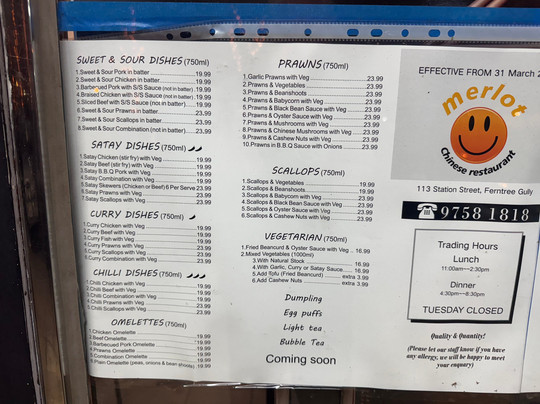 SWEET & SOUR DISHES (750ml)
1.Sweet & Sour Pork in batter 19.99
2.Sweet & Sour Chicken in batter 19.99
3.Barbecued Pork with S/S Sauce (not in batter) 19.99
4.Braised Chicken with S/S Sauce (not in batter) 19.99
5.Sliced Beef with S/S Sauce (not in batter) 19.99
6.Sweet & Sour Prawns in batter 23.99
7.Sweet & Sour Scallops in batter 23.99
8.Sweet & Sour Combination (not in batter) 23.99
SATAY DISHES (750ml)
1.Satay Chicken (stir fry) with Veg 19.99
2.Satay Beef (stir fry) with Veg 19.99
3.Satay B.B.Q Pork with Veg 19.99
4.Satay Combination with Veg 19.99
5.Satay Skewers (Chicken or Beef) 6 Per Serve 23.99
6.Satay Prawns with Veg 23.99
7.Satay Scallops with Veg 23.99
CURRY DISHES (750ml)
1.Curry Chicken with Veg 19.99
2.Curry Beef with Veg 19.99
3.Curry Fish with Veg 19.99
4.Curry Prawns with Veg 23.99
5.Curry Scallops with Veg 23.99
6.Curry Combination with Veg 23.99
CHILLI DISHES (750ml)
1.Chilli Chicken with Veg 19.99
2.Chilli Beef with Veg 19.99
3.Chilli Combination with Veg 19.99
4.Chilli Prawns with Veg 23.99
5.Chilli Scallops with Veg 23.99
OMELETTES (750ml)
1.Chicken Omelette 19.99
2.Beef Omelette 19.99
3.Barbecued Pork Omelette 19.99
4.Prawns Omelette 19.99
5.Combination Omelette 19.99
6.Plain Omelette (peas, onions & bean shoots) 19.99
PRAWNS (750ml)
1.Garlic Prawns with Veg 23.99
2.Prawns & Vegetables 23.99
3.Prawns & Beanshoots 23.99
4.Prawns & Babycorn with Veg 23.99
5.Prawns & Black Bean Sauce with Veg 23.99
6.Prawns & Oyster Sauce with Veg 23.99
7.Prawns & Mushrooms with Veg 23.99
8.Prawns & Chinese Mushrooms with Veg 23.99
9.Prawns & Cashew Nuts with Veg 23.99
10.Prawns in B.B.Q Sauce with Onions 23.99
SCALLOPS (750ml)
1.Scallops & Vegetables 23.99
2.Scallops & Beanshoots 23.99
3.Scallops & Babycorn with Veg 23.99
4.Scallops & Black Bean Sauce with Veg 23.99
5.Scallops & Oyster Sauce with Veg 23.99
6.Scallops & Cashew Nuts with Veg 23.99
VEGETARIAN (750ml)
1.Fried Beancurd & Oyster Sauce with Veg 16.99
2.Mixed Vegetables (1000ml)
3.With Natural Stock 16.99
4.With Garlic, Curry or Satay Sauce 16.99
5.Add Tofu (Fried Beancurd) extra 3.99
6.Add Cashew Nuts extra 3.99
Dumpling
Egg puffs
Light tea
Bubble Tea
Coming soon
EFFECTIVE FROM 31 March 2
merlot
Chinese restaurant
113 Station Street, Ferntree Gully
☎ 9758 1818
Trading Hours
Lunch
11:00am—2:30pm
Dinner
4:30pm—8:30pm
TUESDAY CLOSED
Quality & Quantity!
(Please let our staff know if you have
any allergy, we will be happy to meet
your enquary)